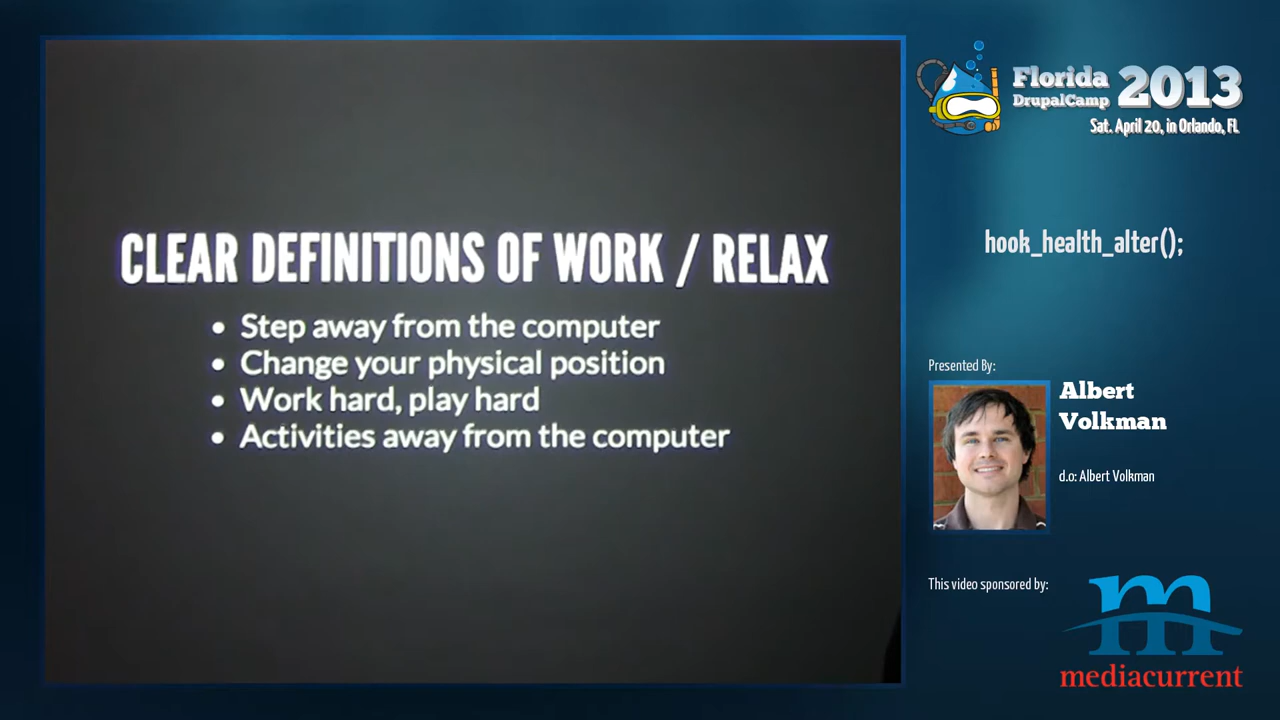 CLEAR DEFINITIONS OF WORK / RELAX
• Step away from the computer
• Change your physical position
• Work hard, play hard
• Activities away from the computer
Florida
DrupalCamp
2013
Sat. April 20, in Orlando, FL
hook_health_alter();
Presented By:
Albert
Volkman
d.o: Albert Volkman
This video sponsored by:
m
mediacurrent